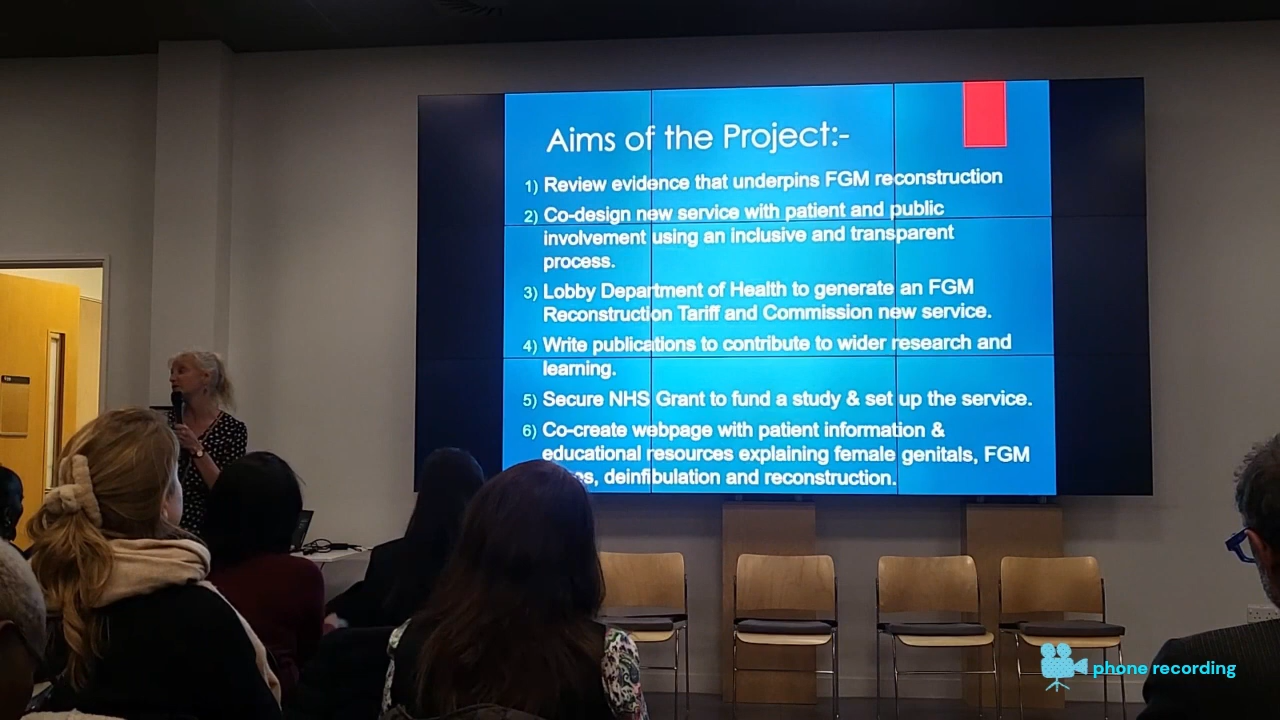 Aims of the Project:-
1) Review evidence that underpins FGM reconstruction
2) Co-design new service with patient and public
involvement using an inclusive and transparent
process.
3) Lobby Department of Health to generate an FGM
Reconstruction Tariff and Commission new service.
4) Write publications to contribute to wider research and
learning.
5) Secure NHS Grant to fund a study & set up the service.
6) Co-create webpage with patient information &
educational resources explaining female genitals, FGM
deinfibulation and reconstruction.
phone recording